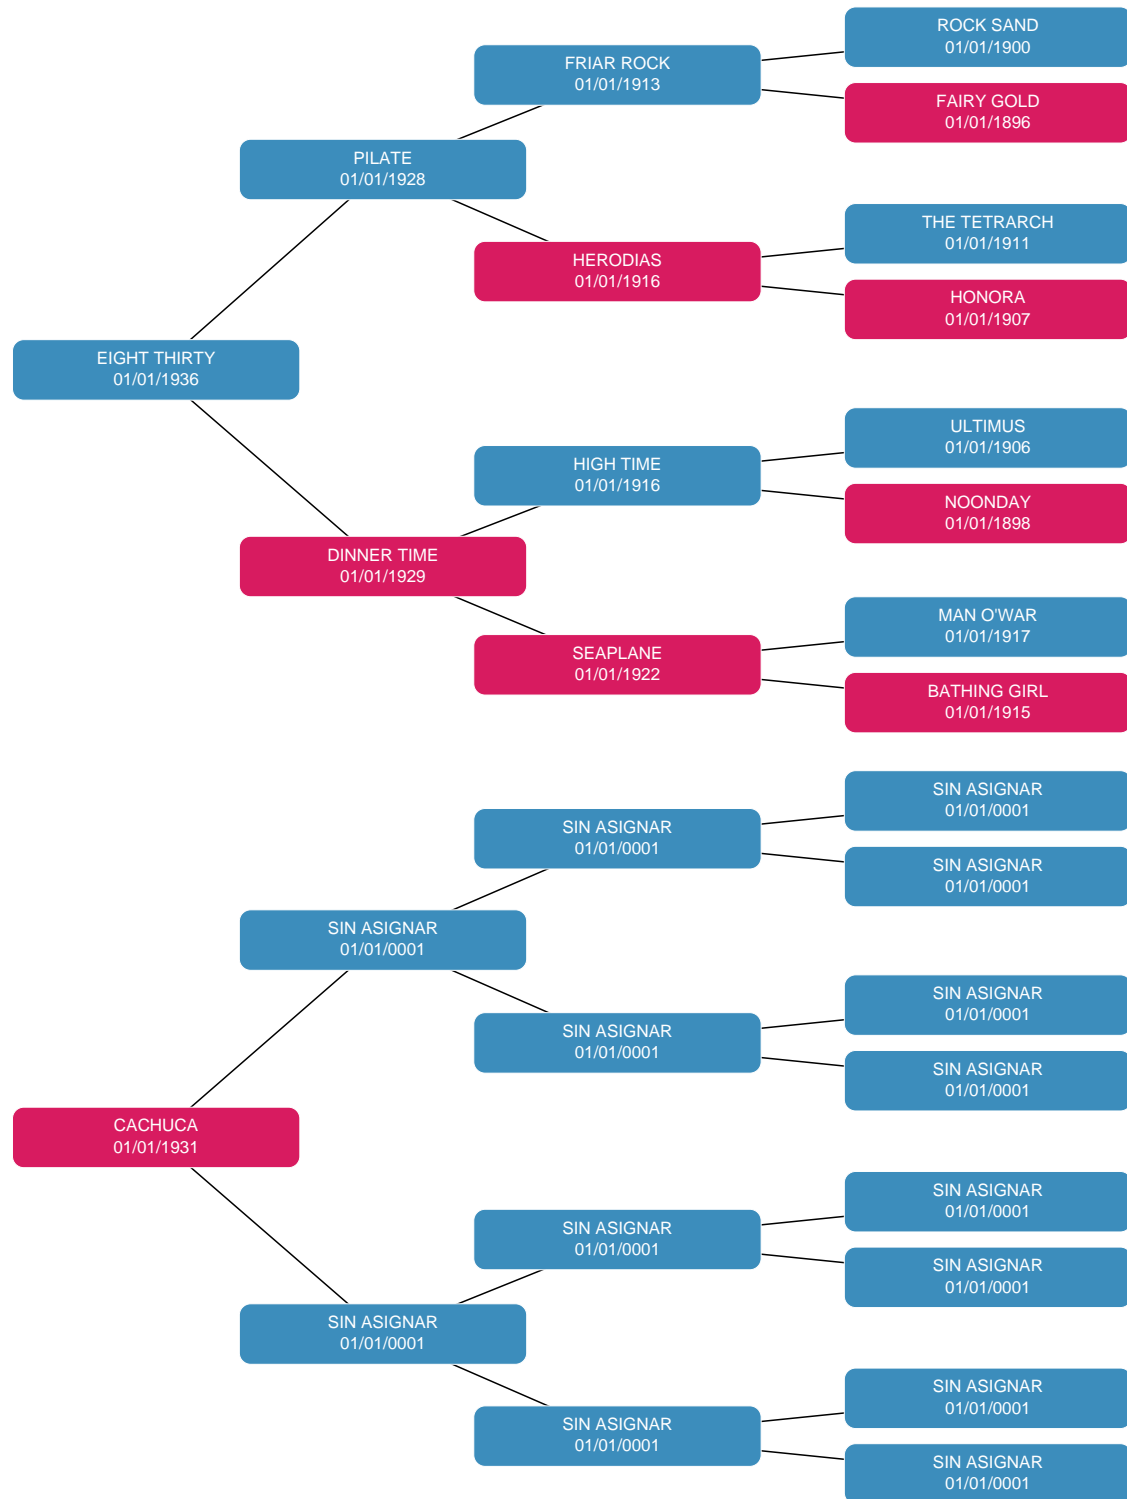 ROCK SAND
01/01/1900
FRIAR ROCK
01/01/1913
FAIRY GOLD
01/01/1896
PILATE
01/01/1928
THE TETRARCH
01/01/1911
HERODIAS
01/01/1916
HONORA
01/01/1907
EIGHT THIRTY
01/01/1936
ULTIMUS
01/01/1906
HIGH TIME
01/01/1916
NOONDAY
01/01/1898
DINNER TIME
01/01/1929
MAN O'WAR
01/01/1917
SEAPLANE
01/01/1922
BATHING GIRL
01/01/1915
SIN ASIGNAR
01/01/0001
SIN ASIGNAR
01/01/0001
SIN ASIGNAR
01/01/0001
SIN ASIGNAR
01/01/0001
SIN ASIGNAR
01/01/0001
SIN ASIGNAR
01/01/0001
SIN ASIGNAR
01/01/0001
CACHUCA
01/01/1931
SIN ASIGNAR
01/01/0001
SIN ASIGNAR
01/01/0001
SIN ASIGNAR
01/01/0001
SIN ASIGNAR
01/01/0001
SIN ASIGNAR
01/01/0001
SIN ASIGNAR
01/01/0001
SIN ASIGNAR
01/01/0001